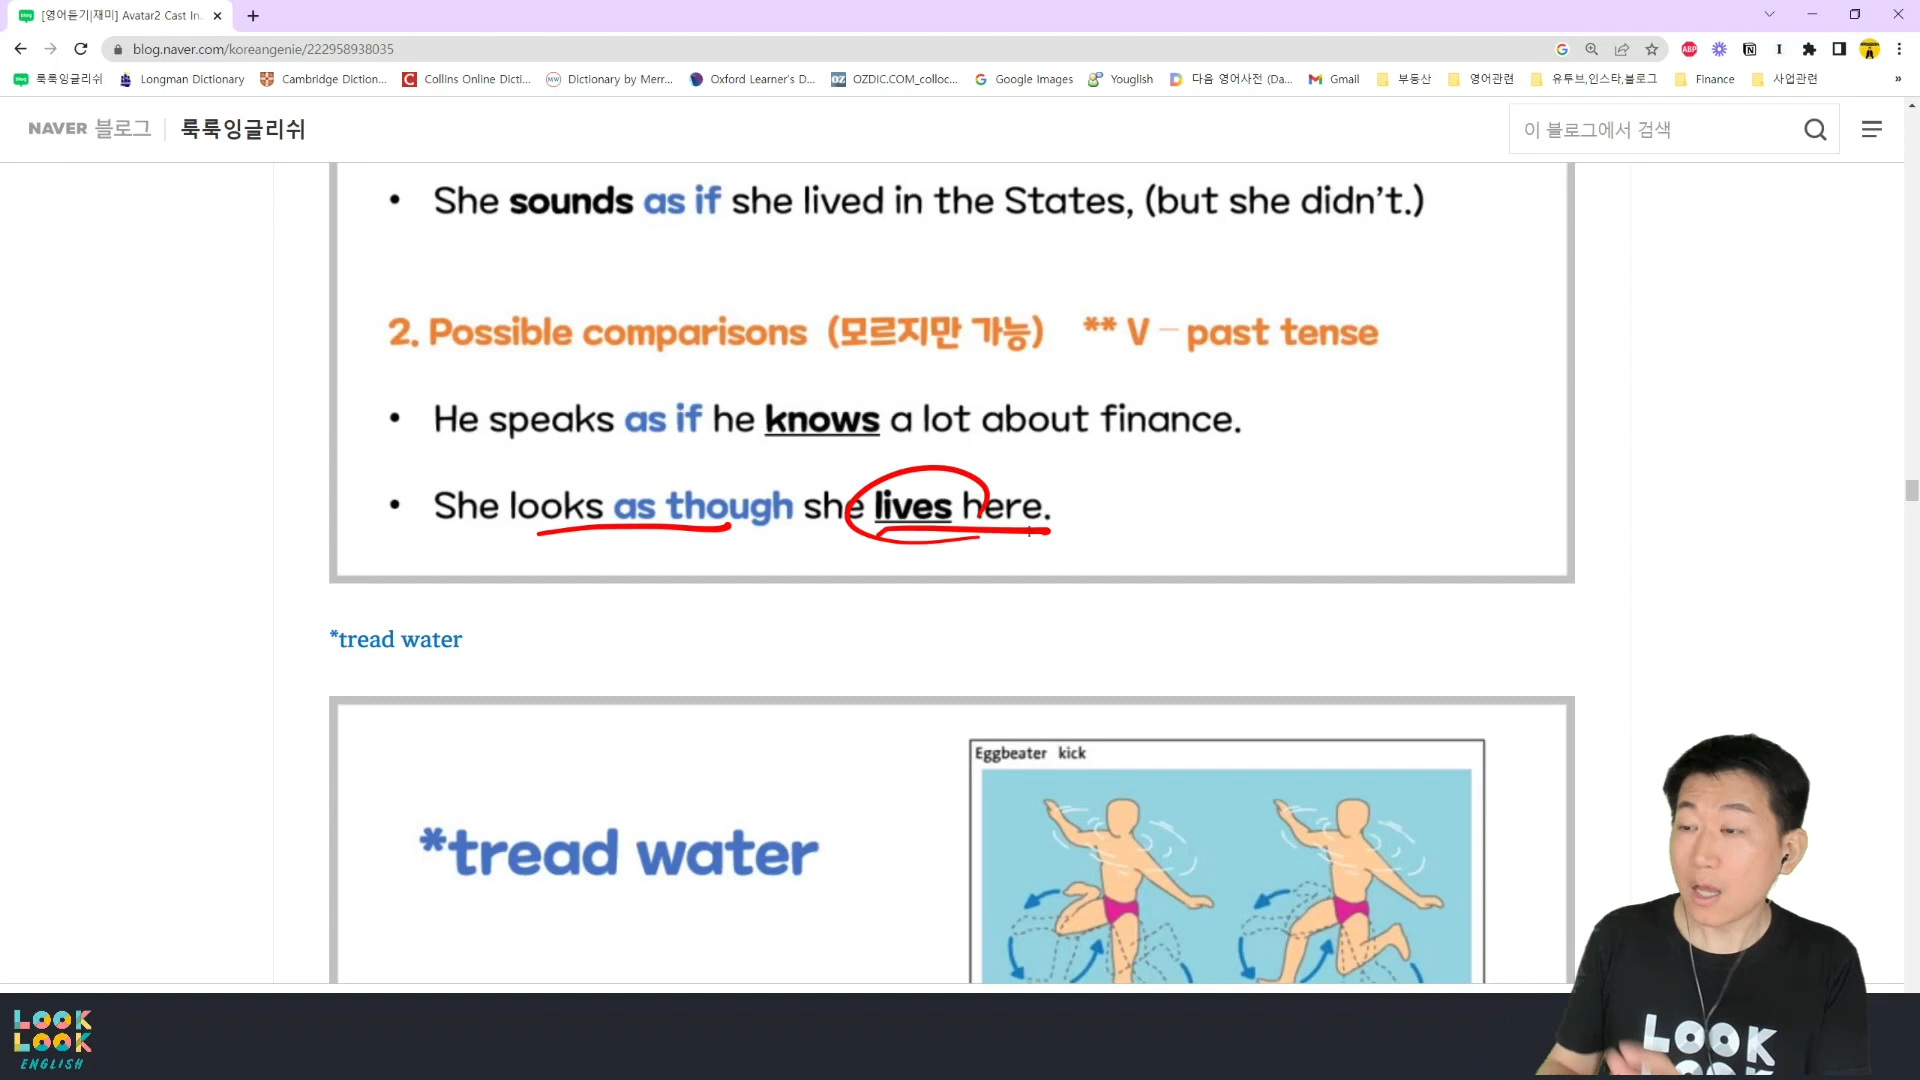 [영어듣기|재미] Avatar2 Cast In
blog.naver.com/koreangenie/222958938035
룩룩잉글리쉬 Longman Dictionary Cambridge Diction... Collins Online Dicti... Dictionary by Merr... Oxford Learner's D... OZDIC.COM_colloc... Google Images Youglish 다음 영어사전 (Da... Gmail 부동산 영어관련 유투브,인스타,블로그 Finance 사업관련 »
NAVER 블로그 룩룩잉글리쉬 이 블로그에서 검색
• She sounds as if she lived in the States, (but she didn't.)
2. Possible comparisons (모르지만 가능) ** V – past tense
• He speaks as if he knows a lot about finance.
• She looks as though she lives here.
*tread water
Eggbeater kick
*tread water
LOOK
LOOK
ENGLISH
LOOK